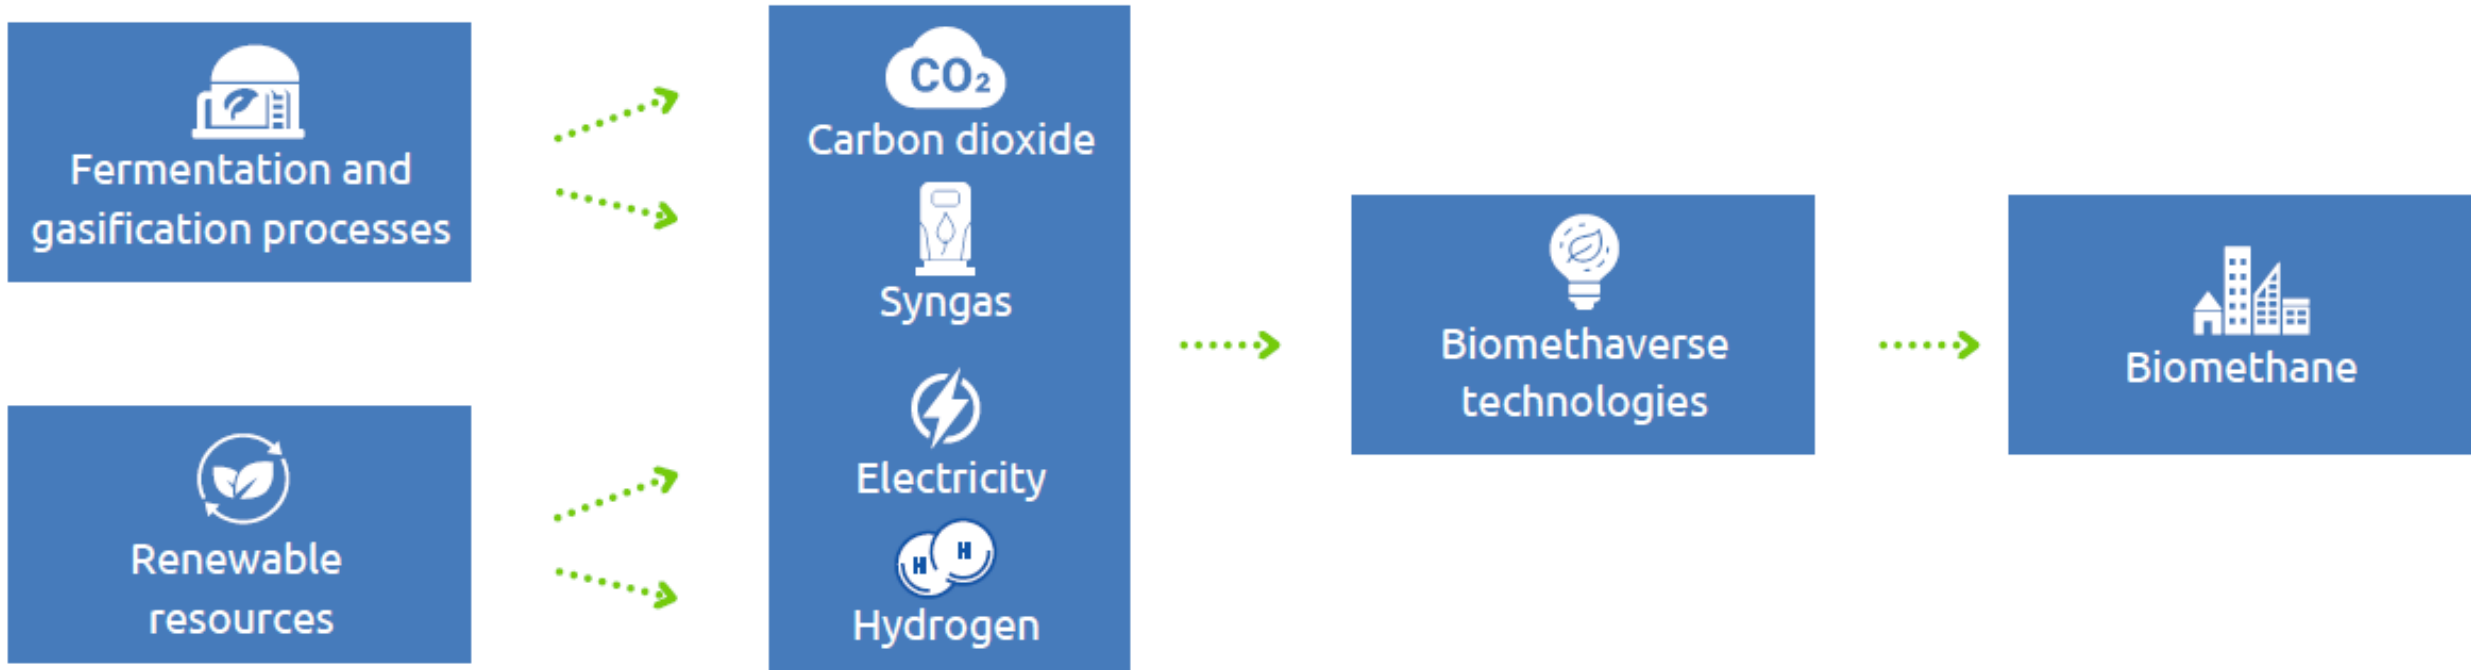 Fermentation and
gasification processes
Renewable
resources
CO₂
Carbon dioxide
Syngas
Electricity
H H
Hydrogen
Biomethaverse
technologies
Biomethane